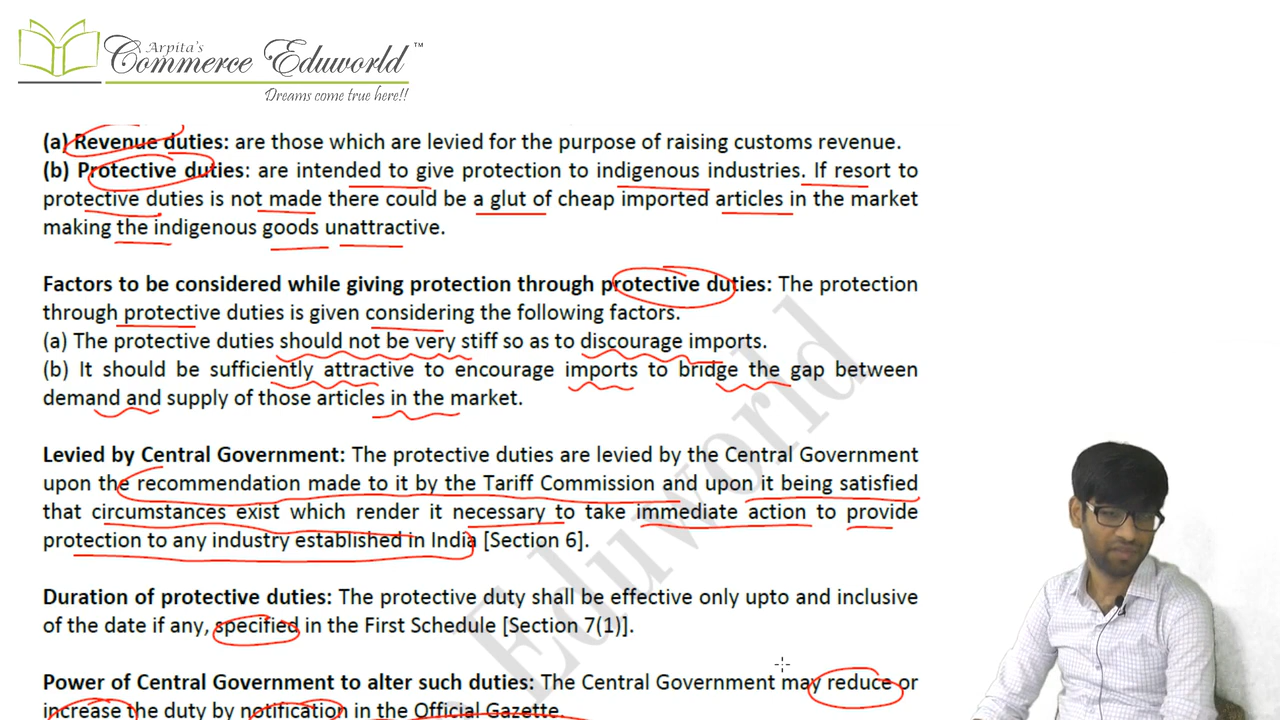 Arpita's
Commerce Eduworld™
Dreams come true here!!
(a) Revenue duties: are those which are levied for the purpose of raising customs revenue.
(b) Protective duties: are intended to give protection to indigenous industries. If resort to
protective duties is not made there could be a glut of cheap imported articles in the market
making the indigenous goods unattractive.
Factors to be considered while giving protection through protective duties: The protection
through protective duties is given considering the following factors.
(a) The protective duties should not be very stiff so as to discourage imports.
(b) It should be sufficiently attractive to encourage imports to bridge the gap between
demand and supply of those articles in the market.
Levied by Central Government: The protective duties are levied by the Central Government
upon the recommendation made to it by the Tariff Commission and upon it being satisfied
that circumstances exist which render it necessary to take immediate action to provide
protection to any industry established in India [Section 6].
Duration of protective duties: The protective duty shall be effective only upto and inclusive
of the date if any, specified in the First Schedule [Section 7(1)].
Power of Central Government to alter such duties: The Central Government may reduce or
increase the duty by notification in the Official Gazette.
Eduworld